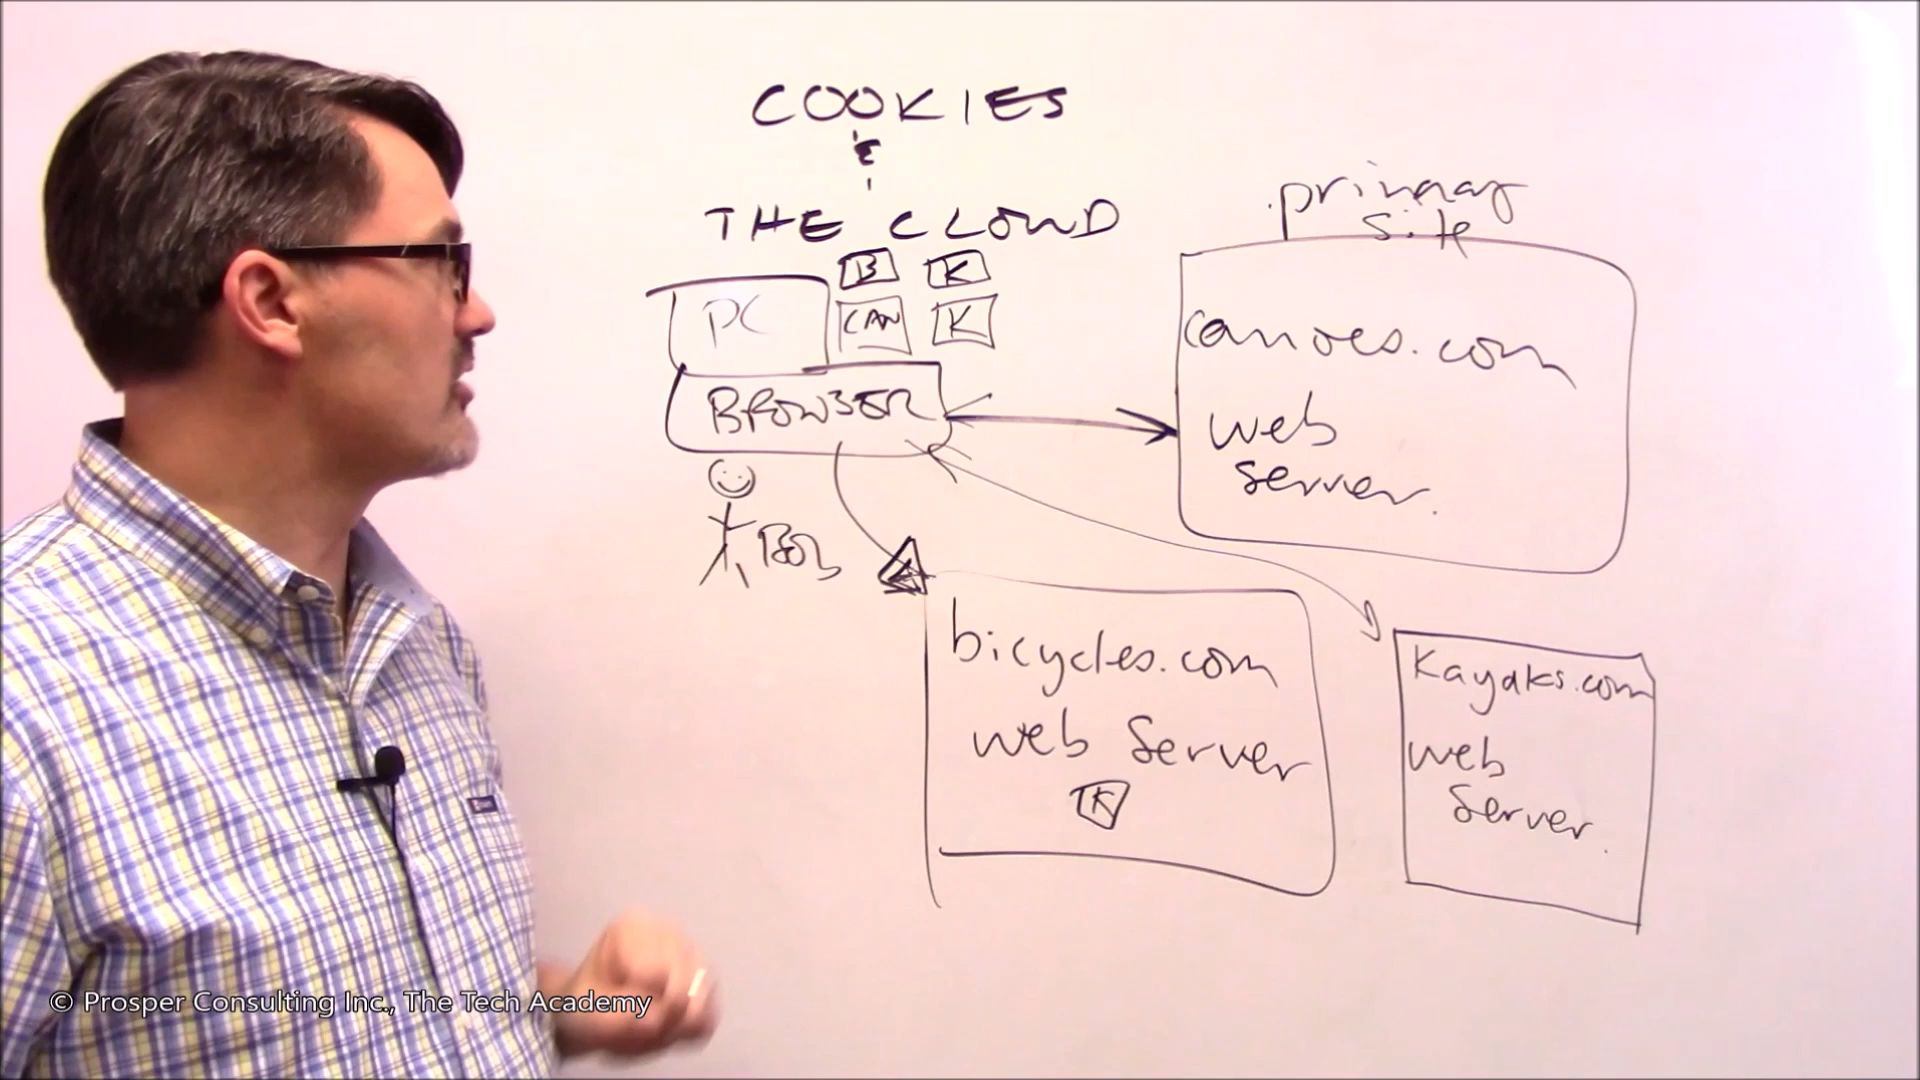 COOKIES
&
THE CLOUD
primary
site
B K
PC CAN K
BROWSER
Bob
canoes.com
web
server.
bicycles.com
web server
K
Kayaks.com
web
server.
© Prosper Consulting Inc., The Tech Academy